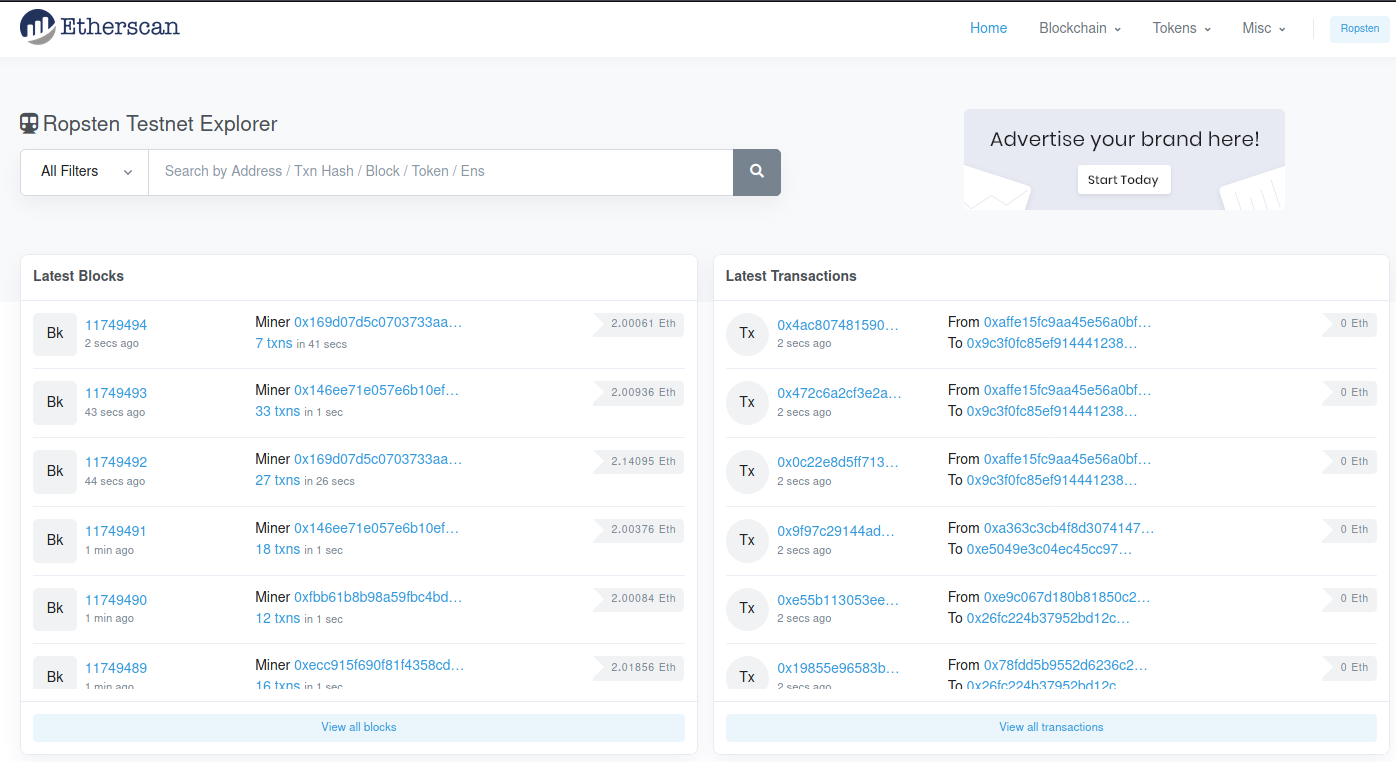 Etherscan
Home Blockchain Tokens Misc Ropsten
Ropsten Testnet Explorer
All Filters Search by Address / Txn Hash / Block / Token / Ens
Advertise your brand here!
Start Today
Latest Blocks
Bk 11749494 Miner 0x169d07d5c0703733aa... 2.00061 Eth
2 secs ago 7 txns in 41 secs
Bk 11749493 Miner 0x146ee71e057e6b10ef... 2.00936 Eth
43 secs ago 33 txns in 1 sec
Bk 11749492 Miner 0x169d07d5c0703733aa... 2.14095 Eth
44 secs ago 27 txns in 26 secs
Bk 11749491 Miner 0x146ee71e057e6b10ef... 2.00376 Eth
1 min ago 18 txns in 1 sec
Bk 11749490 Miner 0xfbb61b8b98a59fbc4bd... 2.00084 Eth
1 min ago 12 txns in 1 sec
Bk 11749489 Miner 0xecc915f690f81f4358cd... 2.01856 Eth
1 min ago 16 txns in 1 sec
View all blocks
Latest Transactions
Tx 0x4ac807481590... From 0xaffe15fc9aa45e56a0bf... 0 Eth
2 secs ago To 0x9c3f0fc85ef914441238...
Tx 0x472c6a2cf3e2a... From 0xaffe15fc9aa45e56a0bf... 0 Eth
2 secs ago To 0x9c3f0fc85ef914441238...
Tx 0x0c22e8d5ff713... From 0xaffe15fc9aa45e56a0bf... 0 Eth
2 secs ago To 0x9c3f0fc85ef914441238...
Tx 0x9f97c29144ad... From 0xa363c3cb4f8d3074147... 0 Eth
2 secs ago To 0xe5049e3c04ec45cc97...
Tx 0xe55b113053ee... From 0xe9c067d180b81850c2... 0 Eth
2 secs ago To 0x26fc224b37952bd12c...
Tx 0x19855e96583b... From 0x78fdd5b9552d6236c2... 0 Eth
2 secs ago To 0x26fc224b37952bd12c
View all transactions